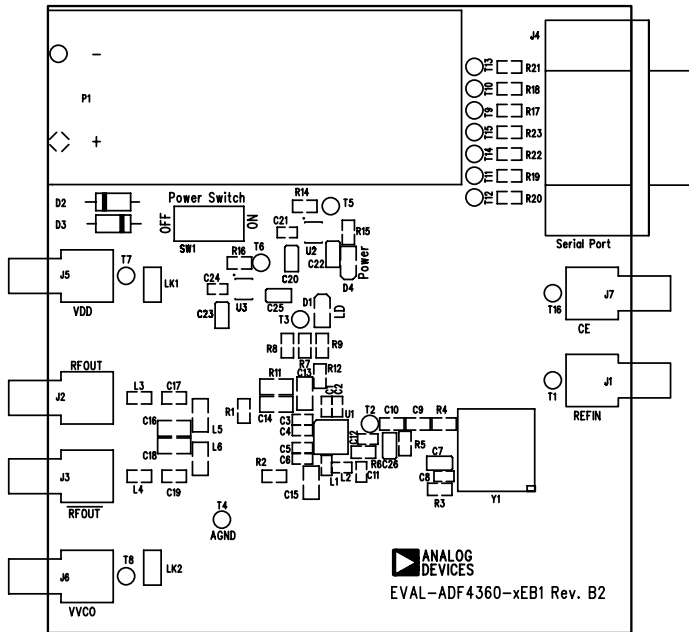 J4
T13 R21
P1
T10 R18
T9 R17
T15 R23
T14 R22
T11 R19
T12 R20
− +
Serial Port
D2
D3
Power Switch
OFF ON
SW1
R14
T5
C21
U2
R15
R16
T6
C20
C22
D4
Power
J5
VDD
T7
LK1
C24
U3
C23
C25
D1
LD
T3
T16
J7
CE
R8
R7
R9
RFOUT
J2
L3
C17
R11
C13
R12
T1
J1
REFIN
C16
L5
R1
C14
C1
C2
C3
C4
U1
T2
C10
C9
R4
C12
C18
L6
C5
C6
R6
C26
R5
C7
J3
RFOUT
L4
C19
R2
C15
L1
L2
C11
C8
R3
Y1
T4
AGND
J6
VVCO
T8
LK2
ANALOG
DEVICES
EVAL-ADF4360-xEB1 Rev. B2